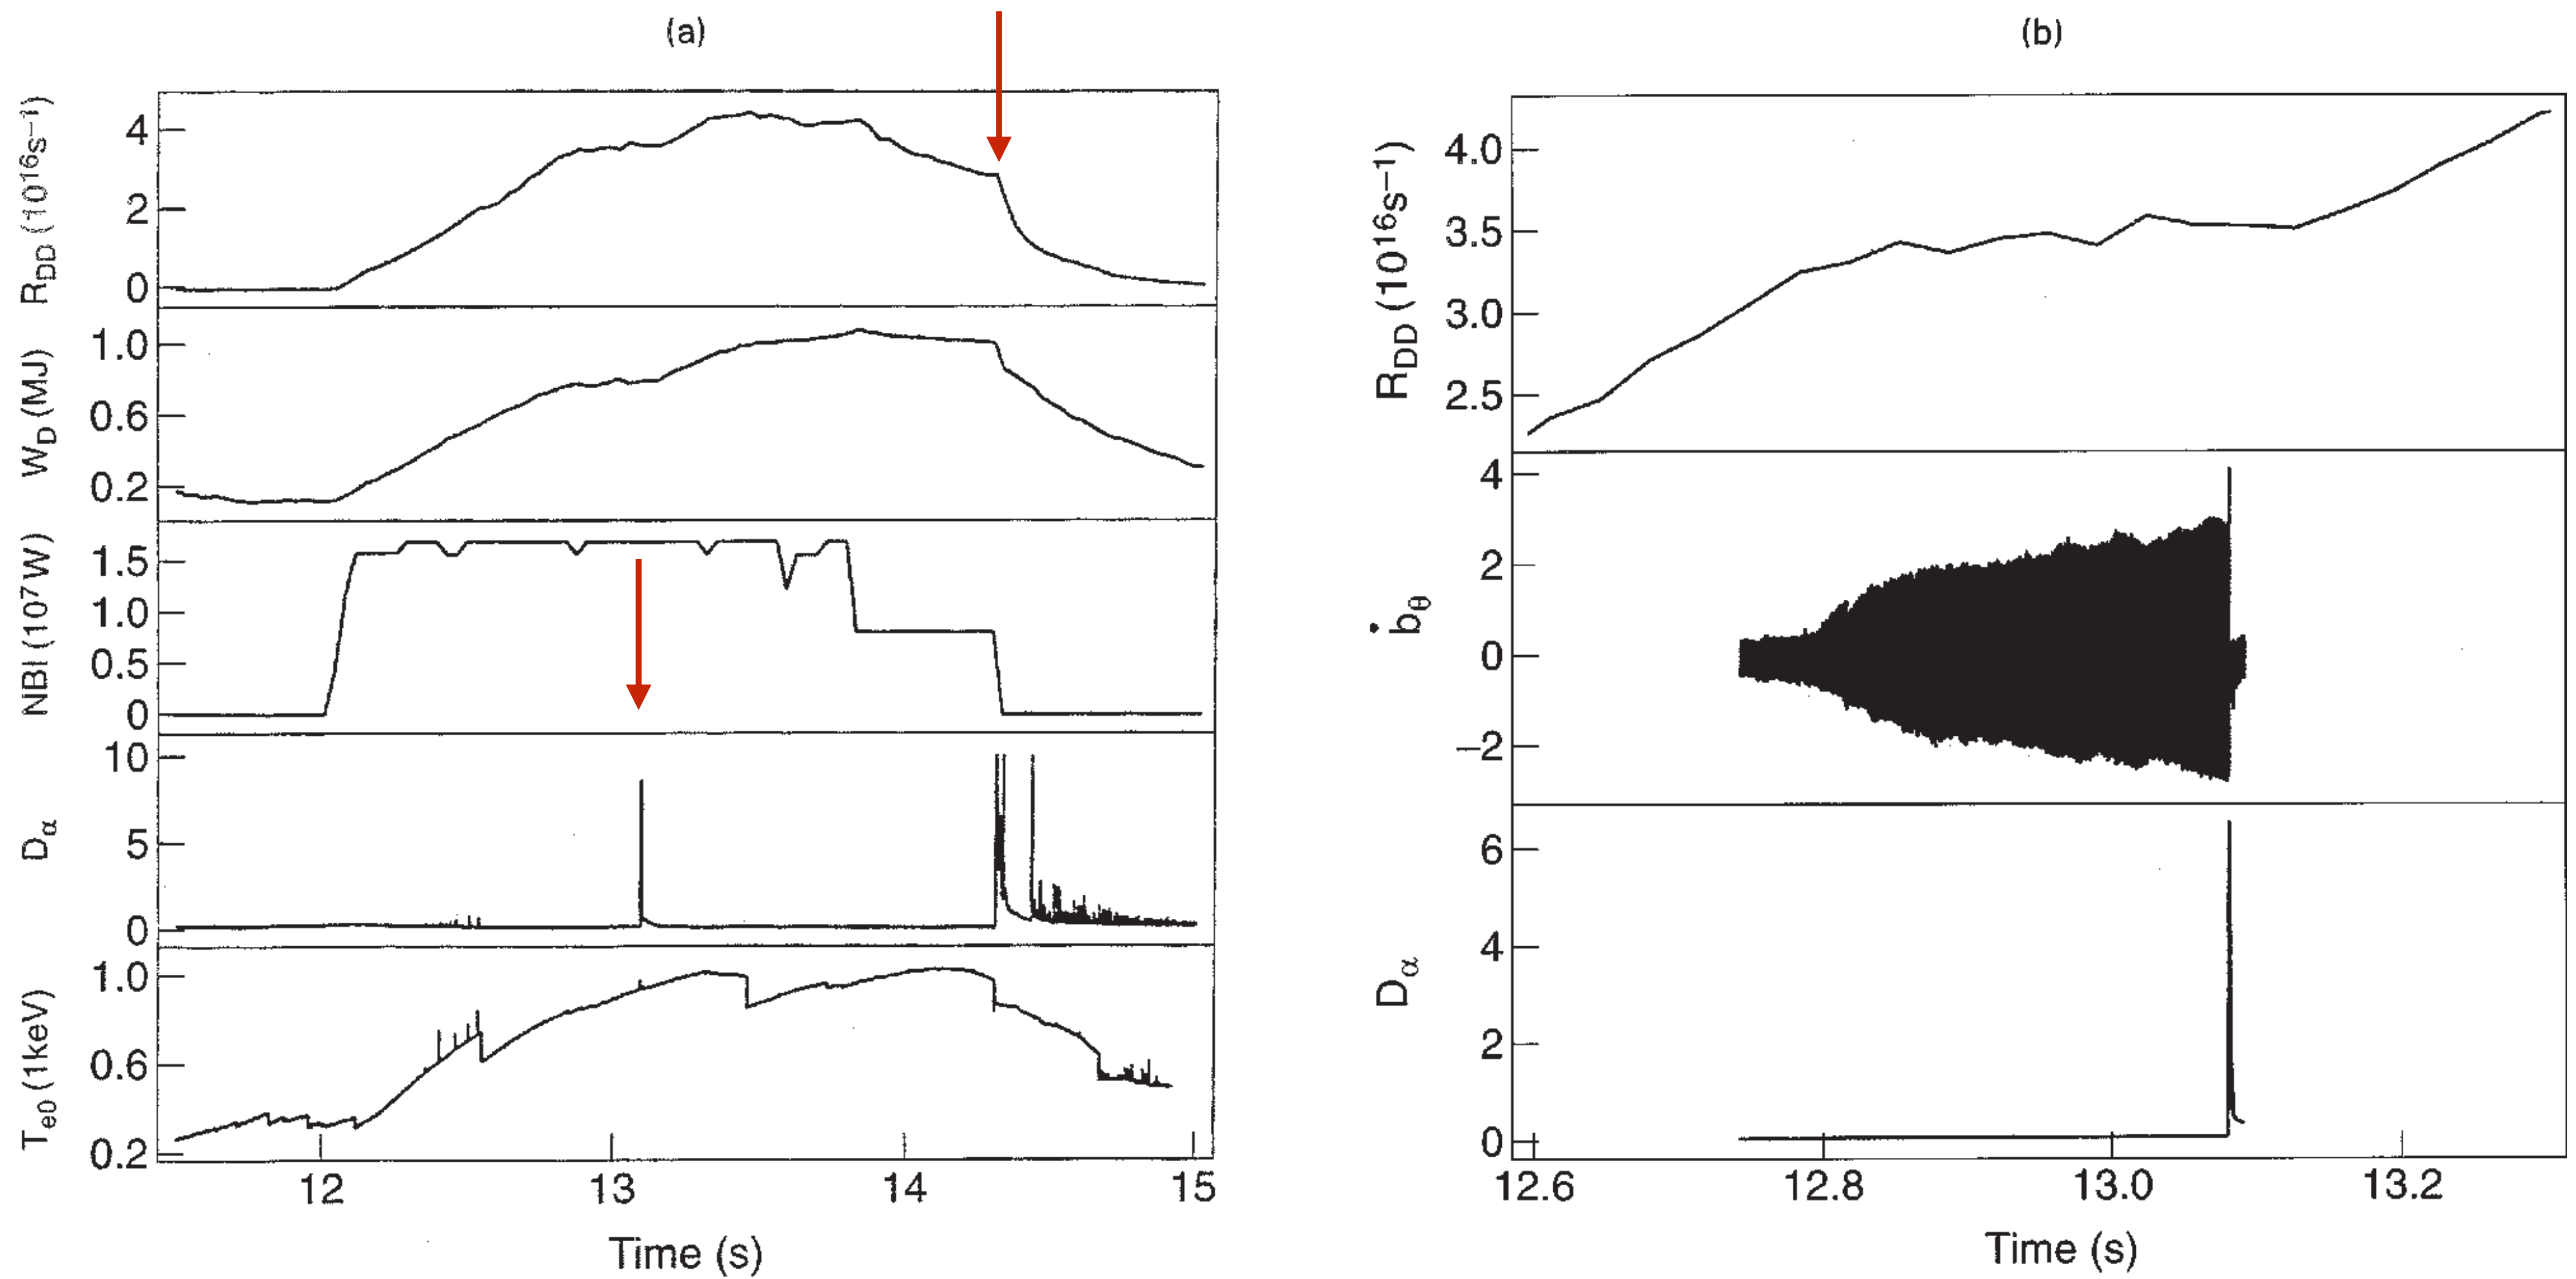 (a)
R_DD (10^16 s^−1)
4
2
0
W_D (MJ)
1.0
0.6
0.2
NBI (10^7 W)
1.5
1.0
0.5
0
D_α
10
5
0
T_e0 (1keV)
1.0
0.6
0.2
12 13 14 15
Time (s)
(b)
R_DD (10^16 s^−1)
4.0
3.5
3.0
2.5
ḃ_θ
4
2
0
−2
D_α
6
4
2
0
12.6 12.8 13.0 13.2
Time (s)